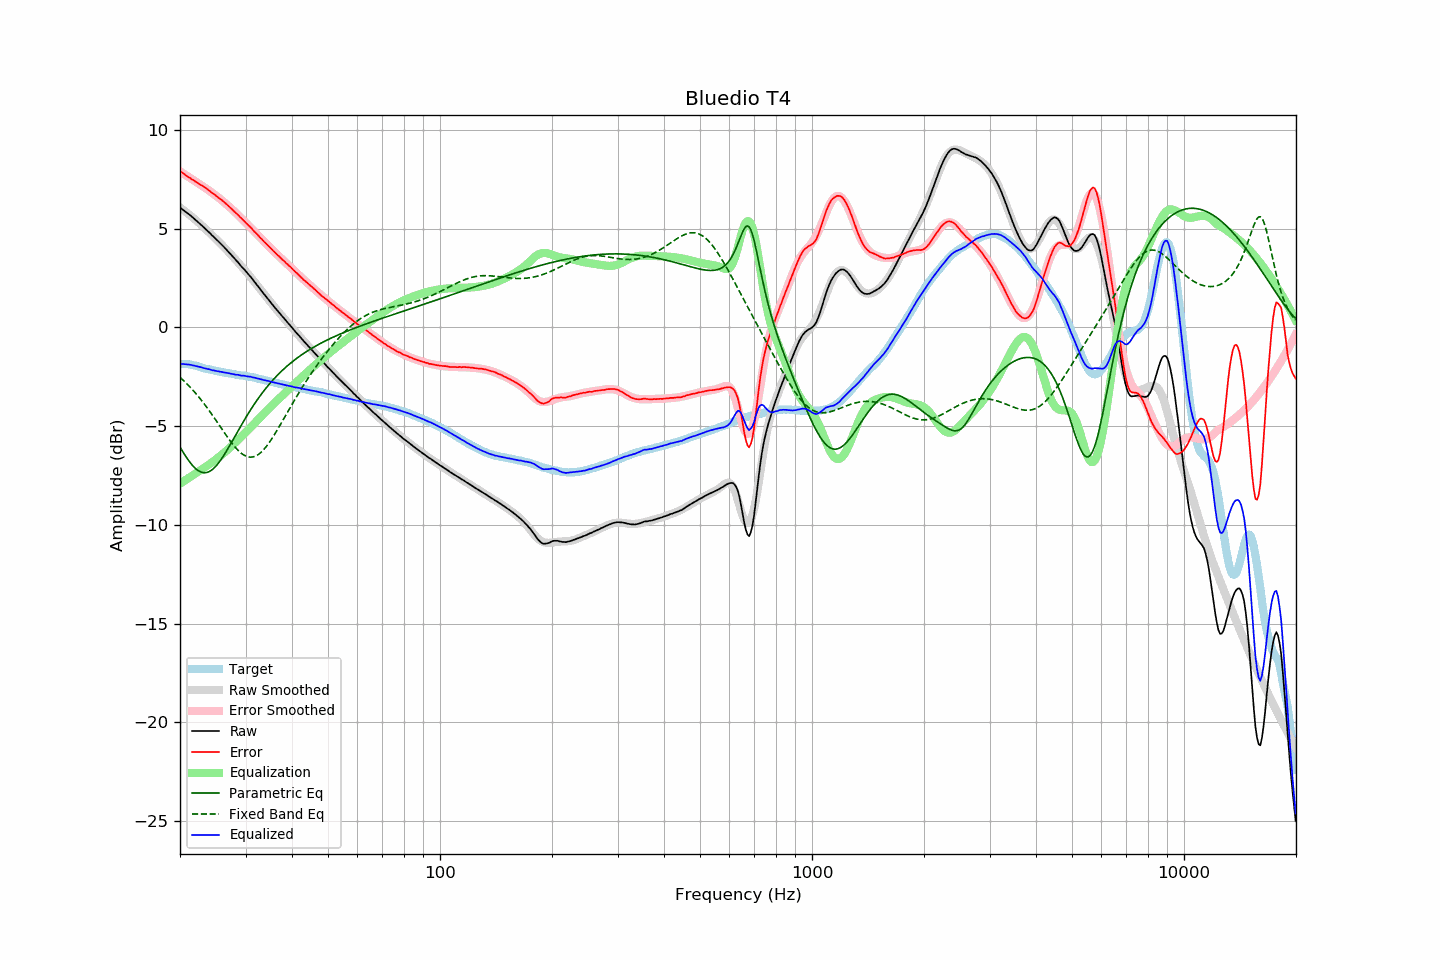 Bluedio T4
10
5
0
−5
−10
−15
−20
−25
Amplitude (dBr)
100
1000
10000
Frequency (Hz)
Target
Raw Smoothed
Error Smoothed
Raw
Error
Equalization
Parametric Eq
Fixed Band Eq
Equalized